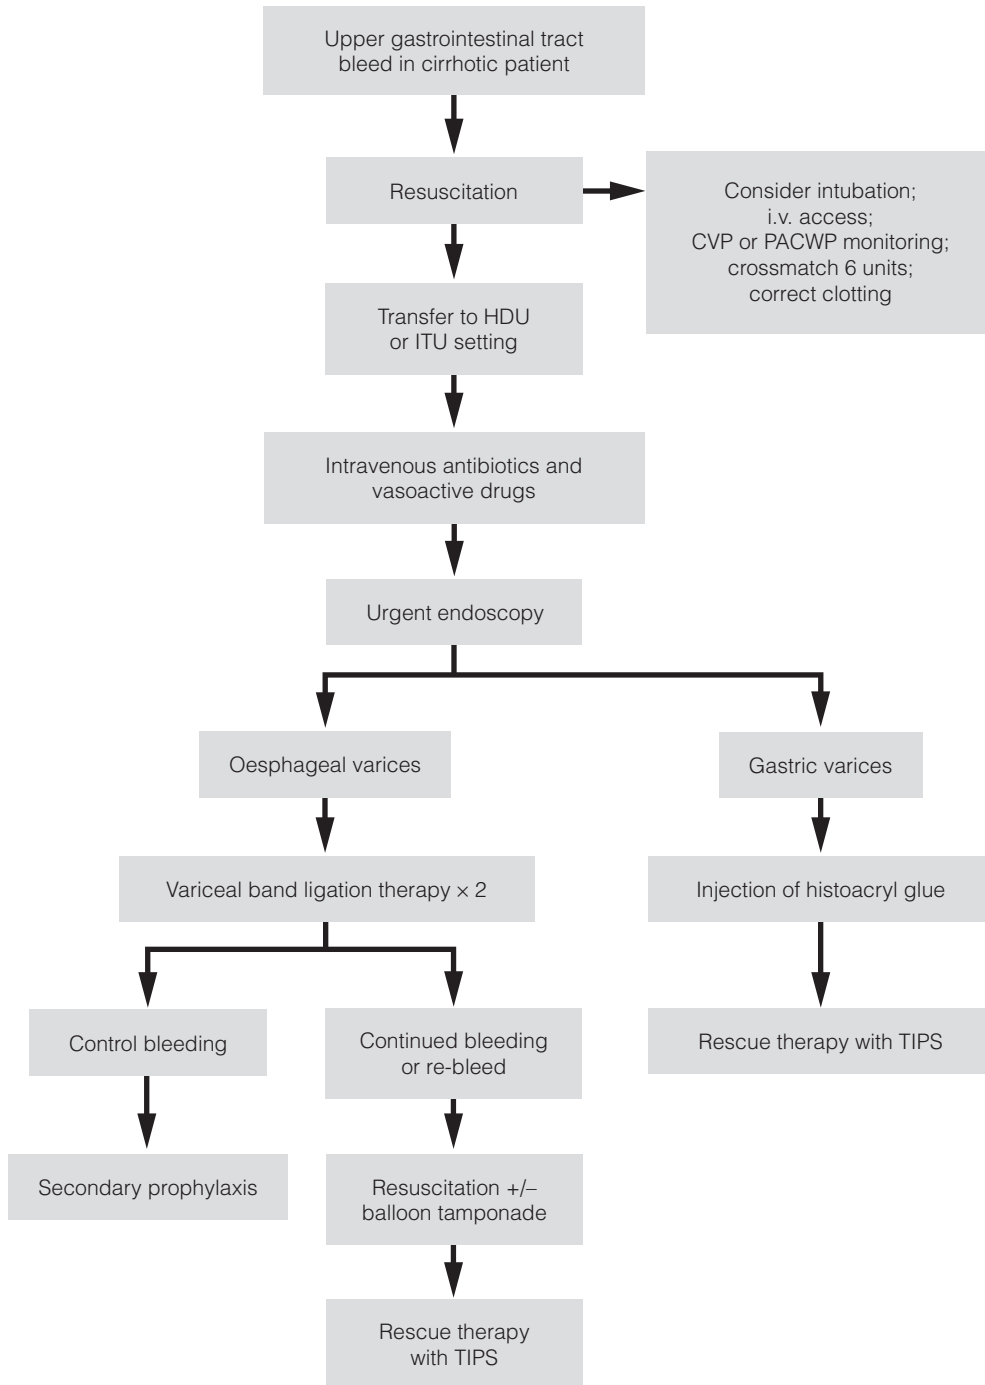 Upper gastrointestinal tract
bleed in cirrhotic patient
Resuscitation
Consider intubation;
i.v. access;
CVP or PACWP monitoring;
crossmatch 6 units;
correct clotting
Transfer to HDU
or ITU setting
Intravenous antibiotics and
vasoactive drugs
Urgent endoscopy
Oesphageal varices
Gastric varices
Variceal band ligation therapy × 2
Injection of histoacryl glue
Control bleeding
Continued bleeding
or re-bleed
Rescue therapy with TIPS
Secondary prophylaxis
Resuscitation +/–
balloon tamponade
Rescue therapy
with TIPS